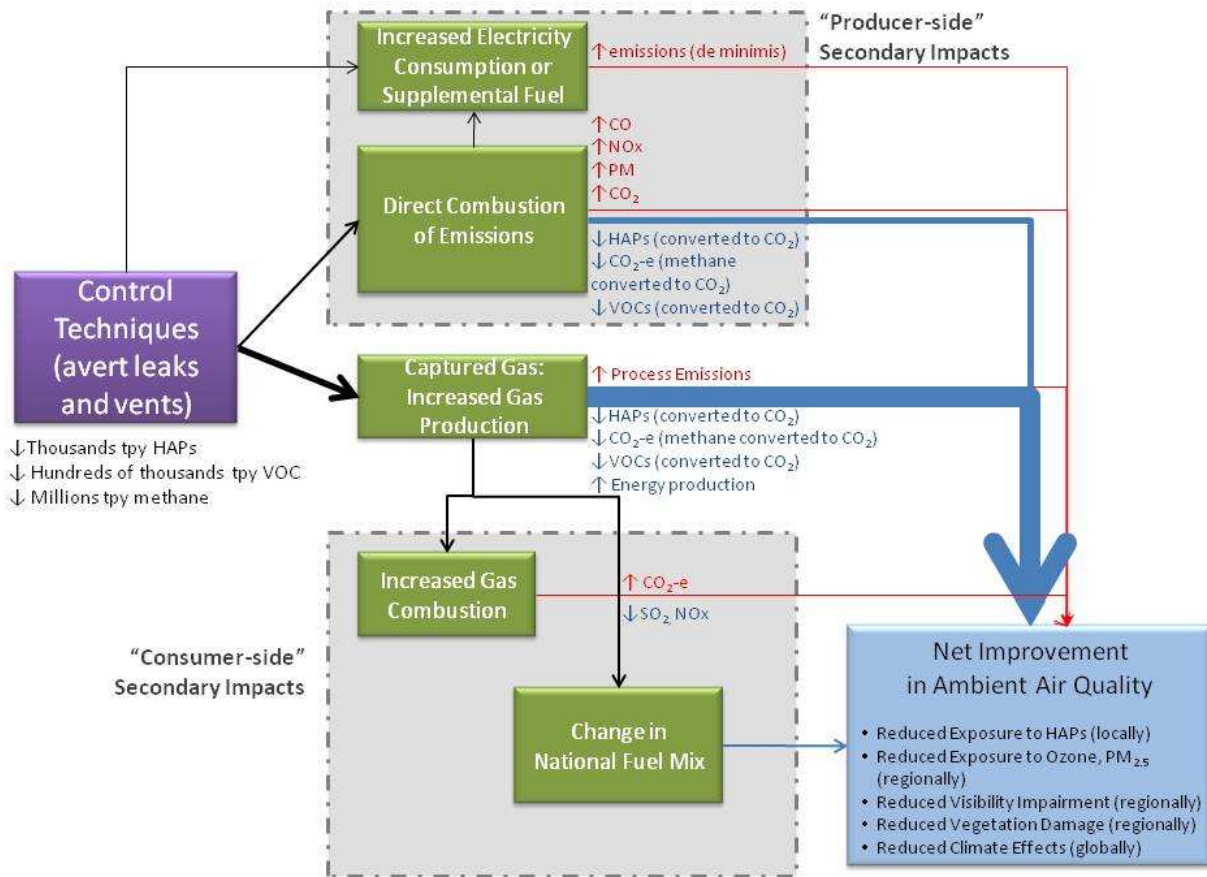 "Producer-side"
Secondary Impacts
Increased Electricity
Consumption or
Supplemental Fuel
↑emissions (de minimis)
↑CO
↑NOx
↑PM
↑CO₂
Direct Combustion
of Emissions
↓HAPs (converted to CO₂)
↓CO₂-e (methane
converted to CO₂)
↓VOCs (converted to CO₂)
Control
Techniques
(avert leaks
and vents)
↓Thousands tpy HAPs
↓ Hundreds of thousands tpy VOC
↓ Millions tpy methane
Captured Gas:
Increased Gas
Production
↑ Process Emissions
↓HAPs (converted to CO₂)
↓CO₂-e (methane converted to CO₂)
↓VOCs (converted to CO₂)
↑ Energy production
"Consumer-side"
Secondary Impacts
Increased Gas
Combustion
↑ CO₂-e
↓SO₂, NOx
Change in
National Fuel Mix
Net Improvement
in Ambient Air Quality
• Reduced Exposure to HAPs (locally)
• Reduced Exposure to Ozone, PM₂.₅
(regionally)
• Reduced Visibility Impairment (regionally)
• Reduced Vegetation Damage (regionally)
• Reduced Climate Effects (globally)